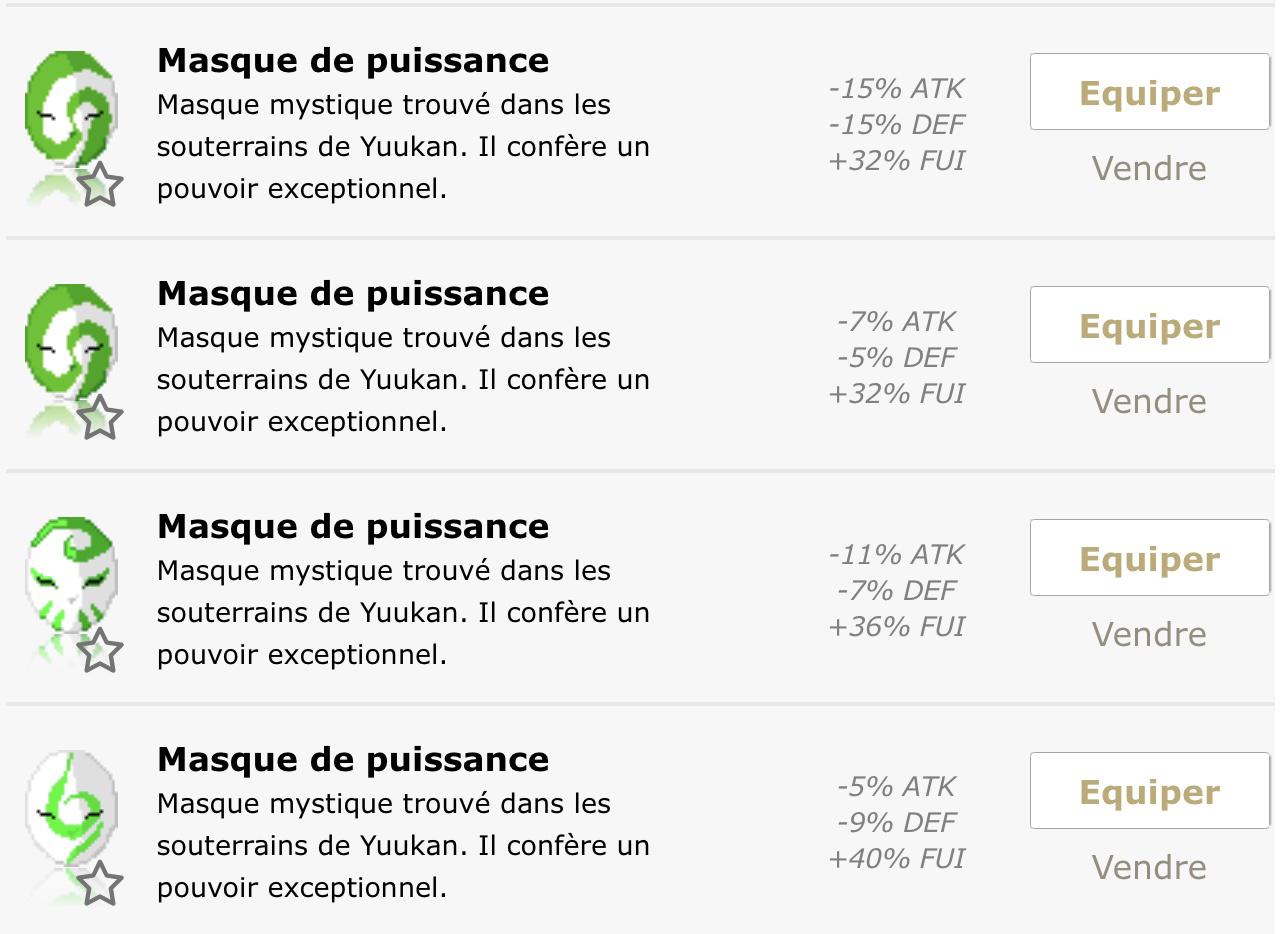 Masque de puissance
Masque mystique trouvé dans les
souterrains de Yuukan. Il confère un
pouvoir exceptionnel.
-15% ATK
-15% DEF
+32% FUI
Equiper
Vendre
Masque de puissance
Masque mystique trouvé dans les
souterrains de Yuukan. Il confère un
pouvoir exceptionnel.
-7% ATK
-5% DEF
+32% FUI
Equiper
Vendre
Masque de puissance
Masque mystique trouvé dans les
souterrains de Yuukan. Il confère un
pouvoir exceptionnel.
-11% ATK
-7% DEF
+36% FUI
Equiper
Vendre
Masque de puissance
Masque mystique trouvé dans les
souterrains de Yuukan. Il confère un
pouvoir exceptionnel.
-5% ATK
-9% DEF
+40% FUI
Equiper
Vendre